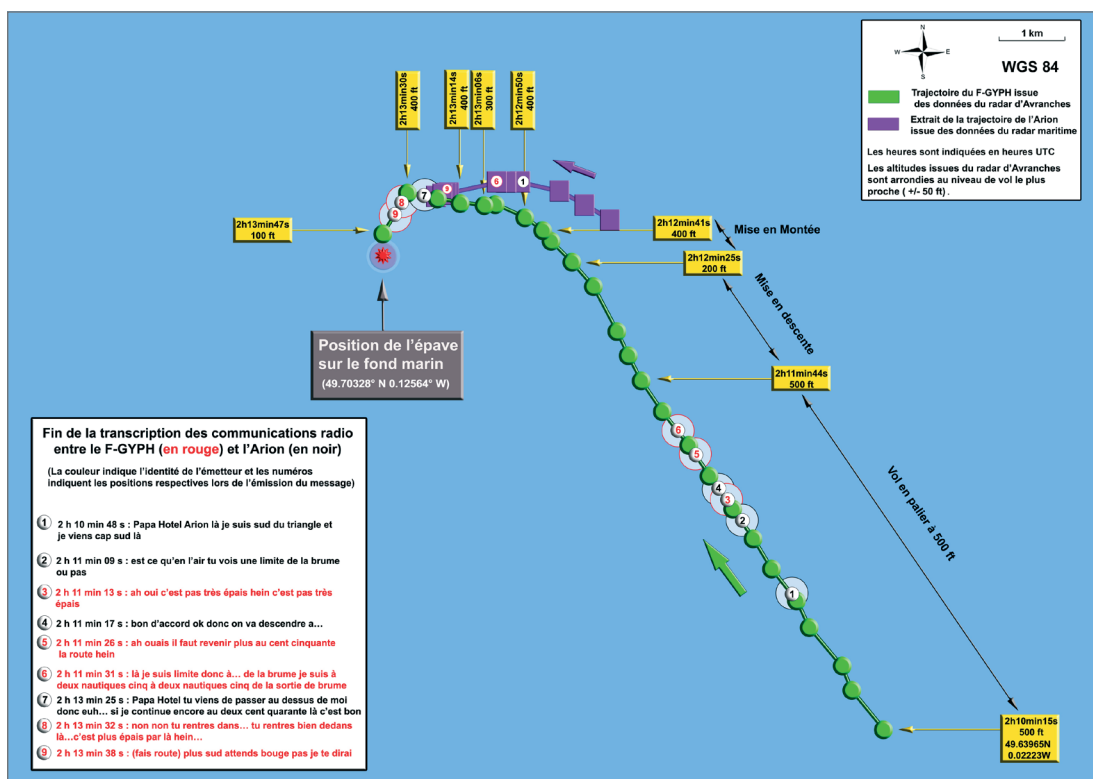 N
W
E
S
1 km
WGS 84
Trajectoire du F-GYPH issue
des données du radar d'Avranches
Extrait de la trajectoire de l'Arion
issue des données du radar maritime
Les heures sont indiquées en heures UTC
Les altitudes issues du radar d'Avranches
sont arrondies au niveau de vol le plus
proche ( +/- 50 ft) .
2h13min30s
400 ft
2h13min14s
400 ft
2h13min06s
300 ft
2h12min50s
400 ft
2h13min47s
100 ft
7
8
9
9
6
1
2h12min41s
400 ft
Mise en Montée
2h12min25s
200 ft
Mise en descente
2h11min44s
500 ft
Vol en palier à 500 ft
2h10min15s
500 ft
49.63965N
0.02223W
6
5
4
3
2
1
Position de l'épave
sur le fond marin
(49.70328° N 0.12564° W)
Fin de la transcription des communications radio
entre le F-GYPH (en rouge) et l'Arion (en noir)
(La couleur indique l'identité de l'émetteur et les numéros
indiquent les positions respectives lors de l'émission du message)
1 2 h 10 min 48 s : Papa Hotel Arion là je suis sud du triangle et
je viens cap sud là
2 2 h 11 min 09 s : est ce qu'en l'air tu vois une limite de la brume
ou pas
3 2 h 11 min 13 s : ah oui c'est pas très épais hein c'est pas très
épais
4 2 h 11 min 17 s : bon d'accord ok donc on va descendre a...
5 2 h 11 min 26 s : ah ouais il faut revenir plus au cent cinquante
la route hein
6 2 h 11 min 31 s : là je suis limite donc à... de la brume je suis à
deux nautiques cinq à deux nautiques cinq de la sortie de brume
7 2 h 13 min 25 s : Papa Hotel tu viens de passer au dessus de moi
donc euh... si je continue encore au deux cent quarante là c'est bon
8 2 h 13 min 32 s : non non tu rentres dans... tu rentres bien dedans
là...c'est plus épais par là hein...
9 2 h 13 min 38 s : (fais route) plus sud attends bouge pas je te dirai